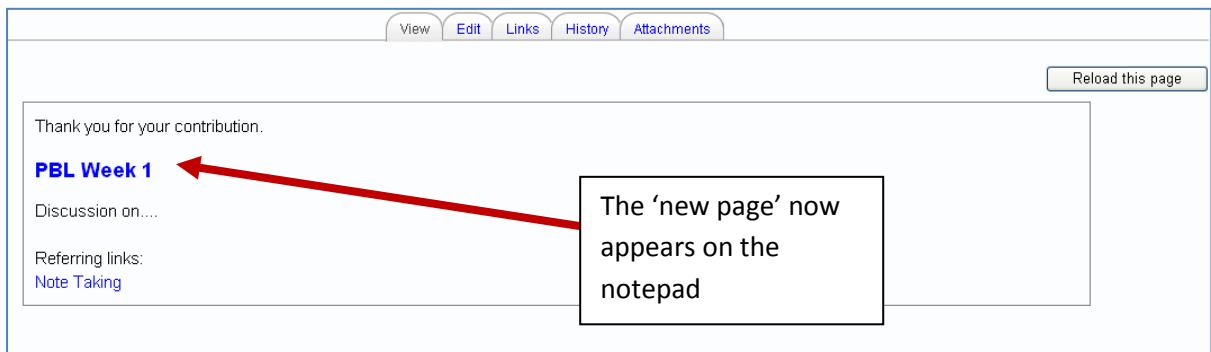 View Edit Links History Attachments
Reload this page
Thank you for your contribution.
PBL Week 1
Discussion on....
Referring links:
Note Taking
The ‘new page’ now
appears on the
notepad